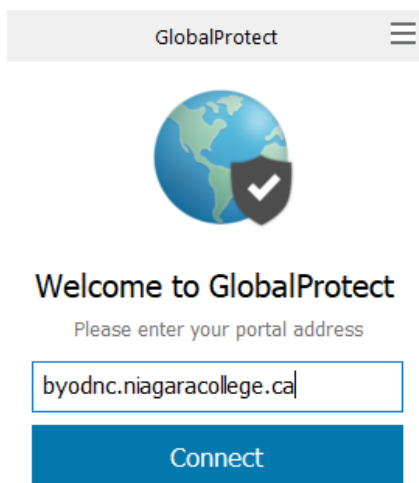 GlobalProtect
Welcome to GlobalProtect
Please enter your portal address
byodnc.niagaracollege.ca
Connect